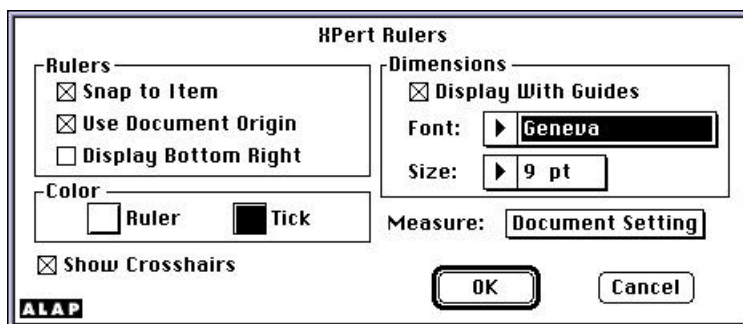 XPert Rulers
Rulers
Snap to Item
Use Document Origin
Display Bottom Right
Color
Ruler
Tick
Show Crosshairs
Dimensions
Display With Guides
Font: Geneva
Size: 9 pt
Measure: Document Setting
OK
Cancel
ALAP